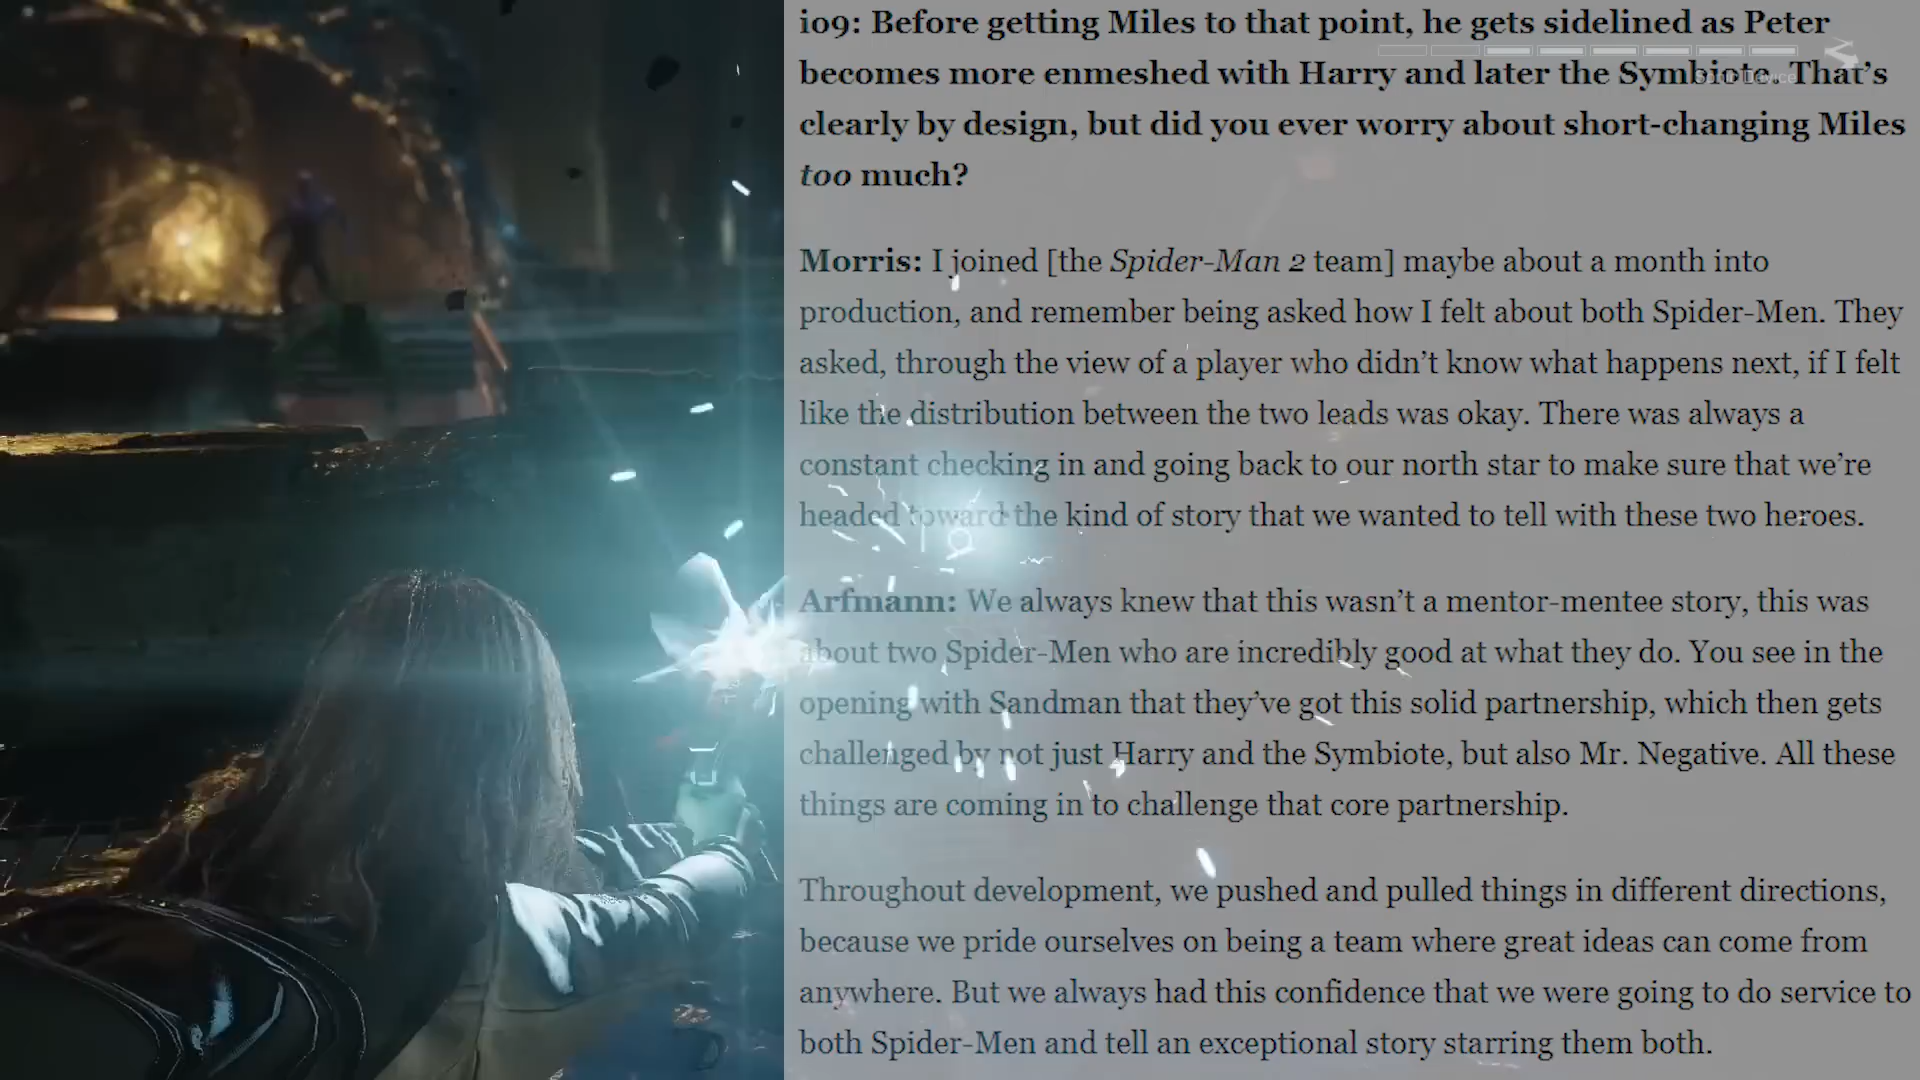 io9: Before getting Miles to that point, he gets sidelined as Peter
becomes more enmeshed with Harry and later the Symbiote. That's
clearly by design, but did you ever worry about short-changing Miles
too much?
Sonic Device
Morris: I joined [the Spider-Man 2 team] maybe about a month into
production, and remember being asked how I felt about both Spider-Men. They
asked, through the view of a player who didn't know what happens next, if I felt
like the distribution between the two leads was okay. There was always a
constant checking in and going back to our north star to make sure that we're
headed toward the kind of story that we wanted to tell with these two heroes.
Arfmann: We always knew that this wasn't a mentor-mentee story, this was
about two Spider-Men who are incredibly good at what they do. You see in the
opening with Sandman that they've got this solid partnership, which then gets
challenged by not just Harry and the Symbiote, but also Mr. Negative. All these
things are coming in to challenge that core partnership.
Throughout development, we pushed and pulled things in different directions,
because we pride ourselves on being a team where great ideas can come from
anywhere. But we always had this confidence that we were going to do service to
both Spider-Men and tell an exceptional story starring them both.